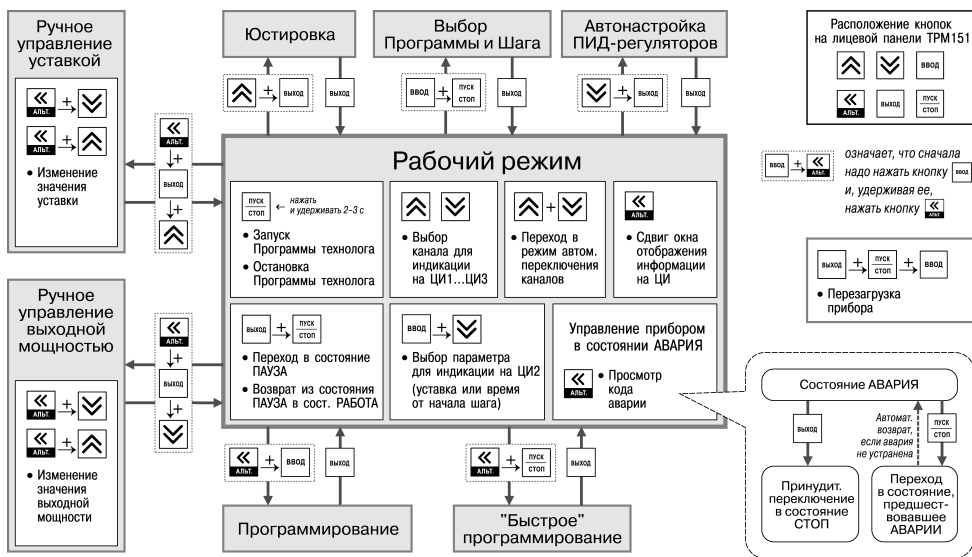 Ручное
управление
уставкой
АЛЬТ.
АЛЬТ.
• Изменение
значения
уставки
АЛЬТ.
ВЫХОД
Юстировка
ВЫХОД
ВЫХОД
Выбор
Программы и Шага
ВВОД
ПУСК
СТОП
ВЫХОД
Автонастройка
ПИД-регуляторов
ВЫХОД
ВЫХОД
Расположение кнопок
на лицевой панели ТРМ151
ВВОД
АЛЬТ.
ВЫХОД
ПУСК
СТОП
ВВОД
АЛЬТ.
означает, что сначала
надо нажать кнопку ВВОД
и, удерживая ее,
нажать кнопку АЛЬТ.
ВЫХОД
ПУСК
СТОП
ВВОД
• Перезагрузка
прибора
Рабочий режим
ПУСК
СТОП
← нажать
и удерживать 2–3 с
• Запуск
Программы технолога
• Остановка
Программы технолога
• Выбор
канала для
индикации
на ЦИ1...ЦИ3
• Переход в
режим автом.
переключения
каналов
АЛЬТ.
• Сдвиг окна
отображения
информации
на ЦИ
ВЫХОД
ПУСК
СТОП
• Переход в состояние
ПАУЗА
• Возврат из состояния
ПАУЗА в сост. РАБОТА
ВВОД
• Выбор параметра
для индикации на ЦИ2
(уставка или время
от начала шага)
Управление прибором
в состоянии АВАРИЯ
АЛЬТ.
• Просмотр
кода
аварии
Ручное
управление
выходной
мощностью
АЛЬТ.
АЛЬТ.
• Изменение
значения
выходной
мощности
АЛЬТ.
ВЫХОД
АЛЬТ.
ВВОД
ВЫХОД
Программирование
АЛЬТ.
ПУСК
СТОП
ВЫХОД
"Быстрое"
программирование
Состояние АВАРИЯ
ВЫХОД
Автомат.
возврат,
если авария
не устранена
ПУСК
СТОП
Принудит.
переключение
в состояние
СТОП
Переход
в состояние,
предшест-
вовавшее
АВАРИИ